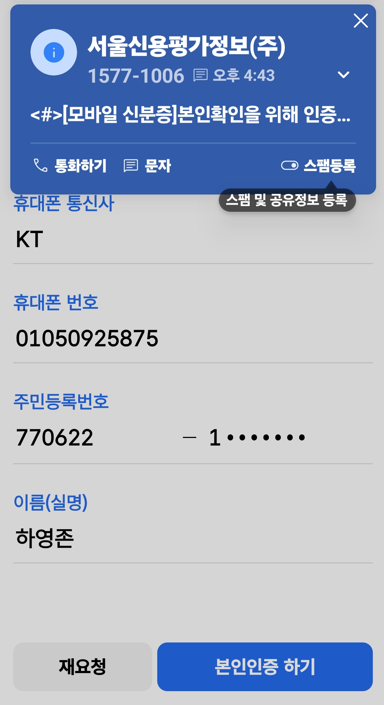 서울신용평가정보(주)
1577-1006 오후 4:43
<#>[모바일 신분증]본인확인을 위해 인증...
통화하기 문자 스팸등록
스팸 및 공유정보 등록
휴대폰 통신사
KT
휴대폰 번호
01050925875
주민등록번호
770622 – 1•••••••
이름(실명)
하영존
재요청 본인인증 하기